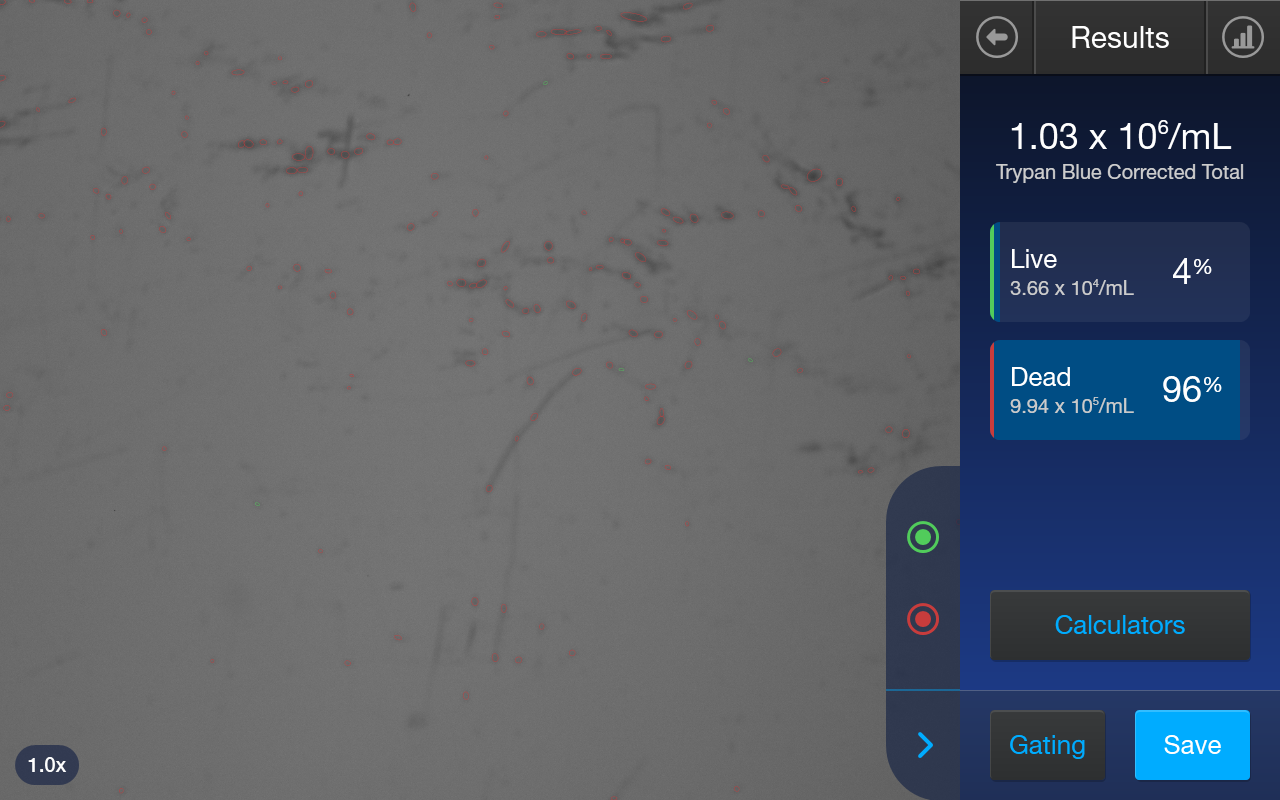 Results
1.03 x 10⁶/mL
Trypan Blue Corrected Total
Live
4%
3.66 x 10⁴/mL
Dead
96%
9.94 x 10⁵/mL
Calculators
Gating
Save
1.0x